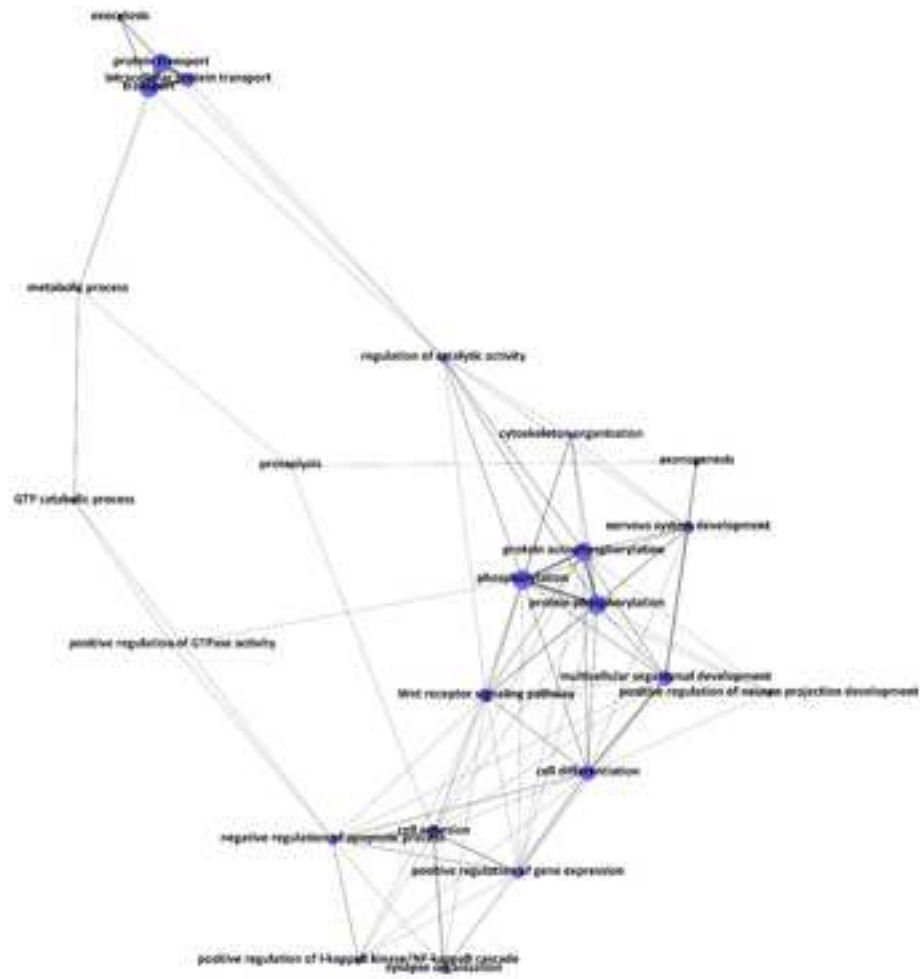 exocytosis
protein transport
intracellular protein transport
transport
metabolic process
regulation of catalytic activity
cytoskeleton organization
proteolysis
axonogenesis
GTP catabolic process
nervous system development
protein autophosphorylation
phosphorylation
protein phosphorylation
positive regulation of GTPase activity
multicellular organismal development
Wnt receptor signaling pathway
positive regulation of neuron projection development
cell differentiation
cell adhesion
negative regulation of apoptotic process
positive regulation of gene expression
positive regulation of I-kappaB kinase/NF-kappaB cascade
synapse organization